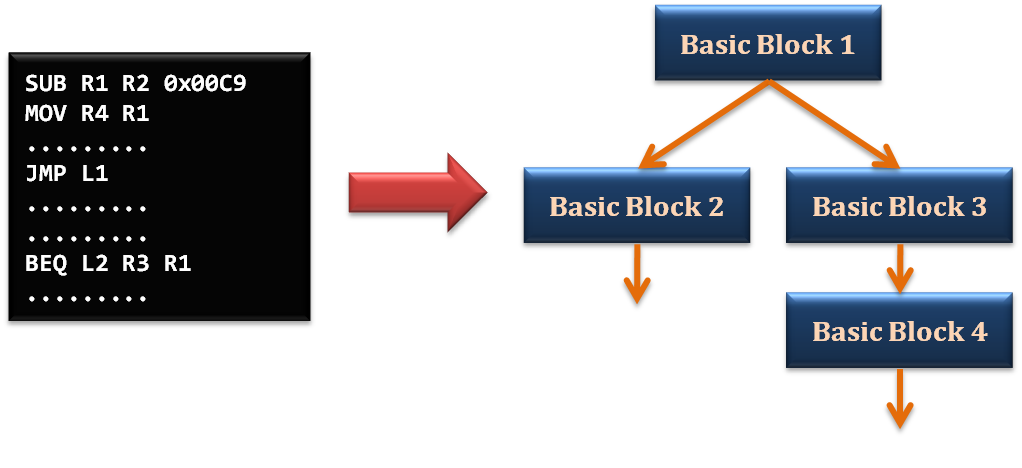 SUB R1 R2 0x00C9
MOV R4 R1
.........
JMP L1
.........
.........
BEQ L2 R3 R1
.........
Basic Block 1
Basic Block 2
Basic Block 3
Basic Block 4